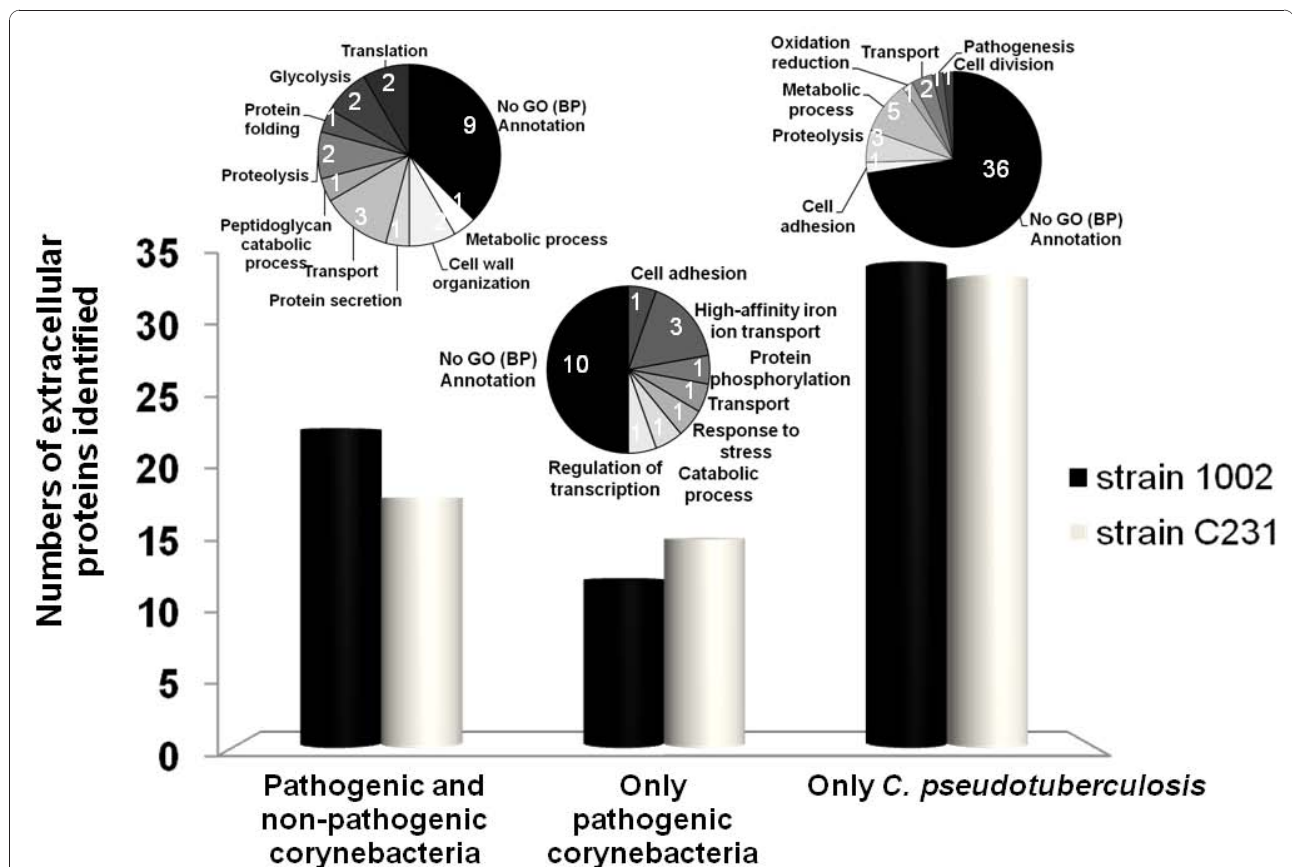 Translation
Glycolysis
Protein
folding
Proteolysis
Peptidoglycan
catabolic
process
Transport
Protein secretion
Cell wall
organization
Metabolic process
No GO (BP)
Annotation
2
2
1
2
1
3
1
2
1
9
Oxidation
reduction
Transport
Pathogenesis
Cell division
Metabolic
process
Proteolysis
Cell
adhesion
No GO (BP)
Annotation
1
2
1
1
5
3
1
36
Cell adhesion
High-affinity iron
ion transport
Protein
phosphorylation
Transport
Response to
stress
Catabolic
process
Regulation of
transcription
No GO (BP)
Annotation
1
3
1
1
1
1
1
10
Numbers of extracellular
proteins identified
35
30
25
20
15
10
5
0
strain 1002
strain C231
Pathogenic and
non-pathogenic
corynebacteria
Only
pathogenic
corynebacteria
Only C. pseudotuberculosis